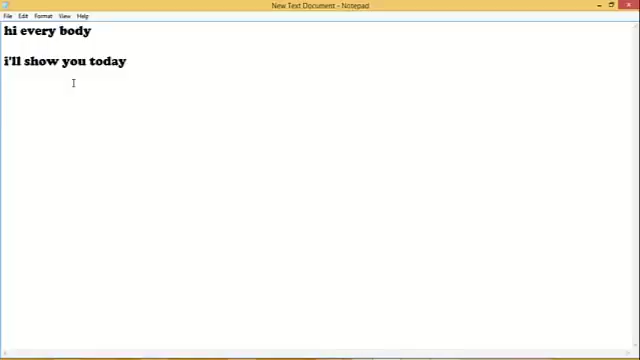 New Text Document - Notepad
File Edit Format View Help
hi every body
i'll show you today